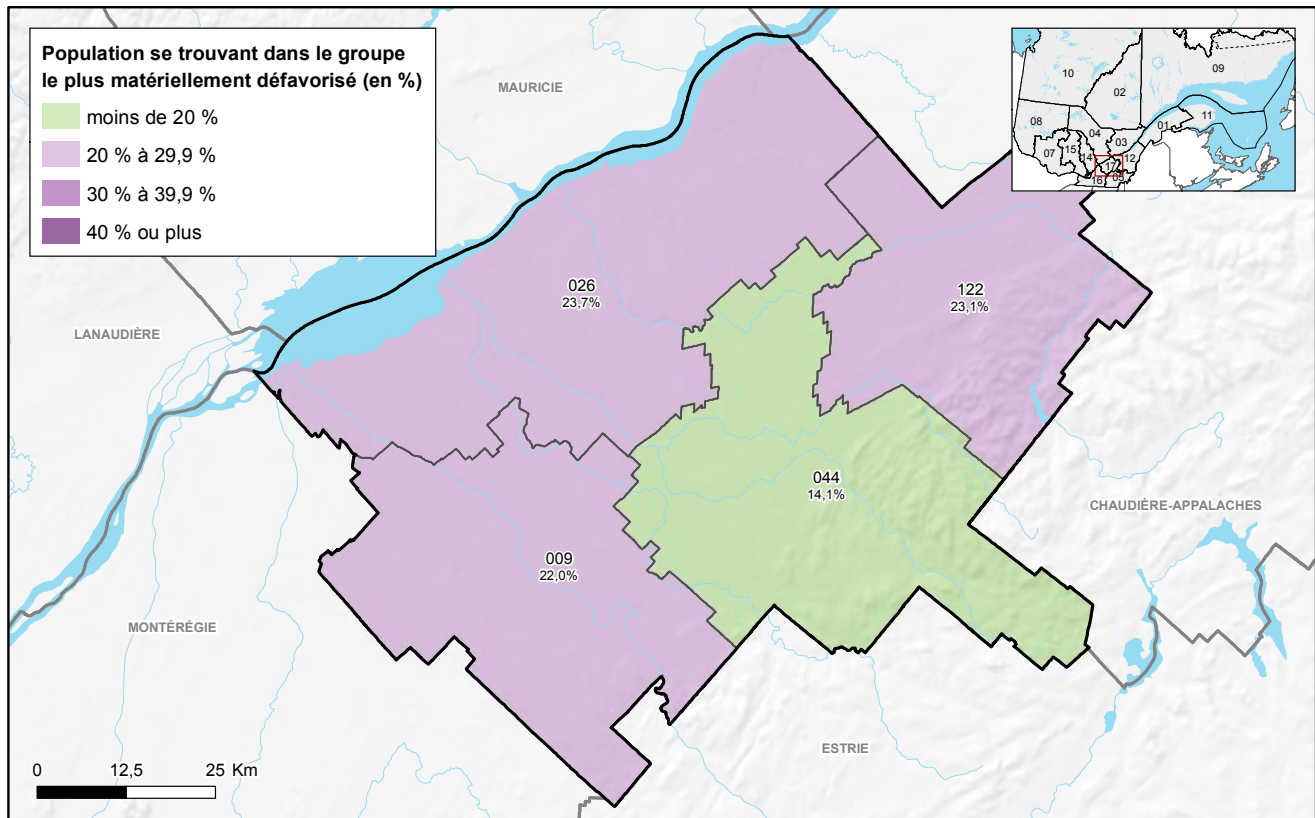 Population se trouvant dans le groupe
le plus matériellement défavorisé (en %)
moins de 20 %
20 % à 29,9 %
30 % à 39,9 %
40 % ou plus
MAURICIE
10
02
09
08
04
03
01
11
07
15
14
17
12
16
05
026
23,7%
122
23,1%
LANAUDIÈRE
044
14,1%
CHAUDIÈRE-APPALACHES
009
22,0%
MONTÉRÉGIE
ESTRIE
0 12,5 25 Km